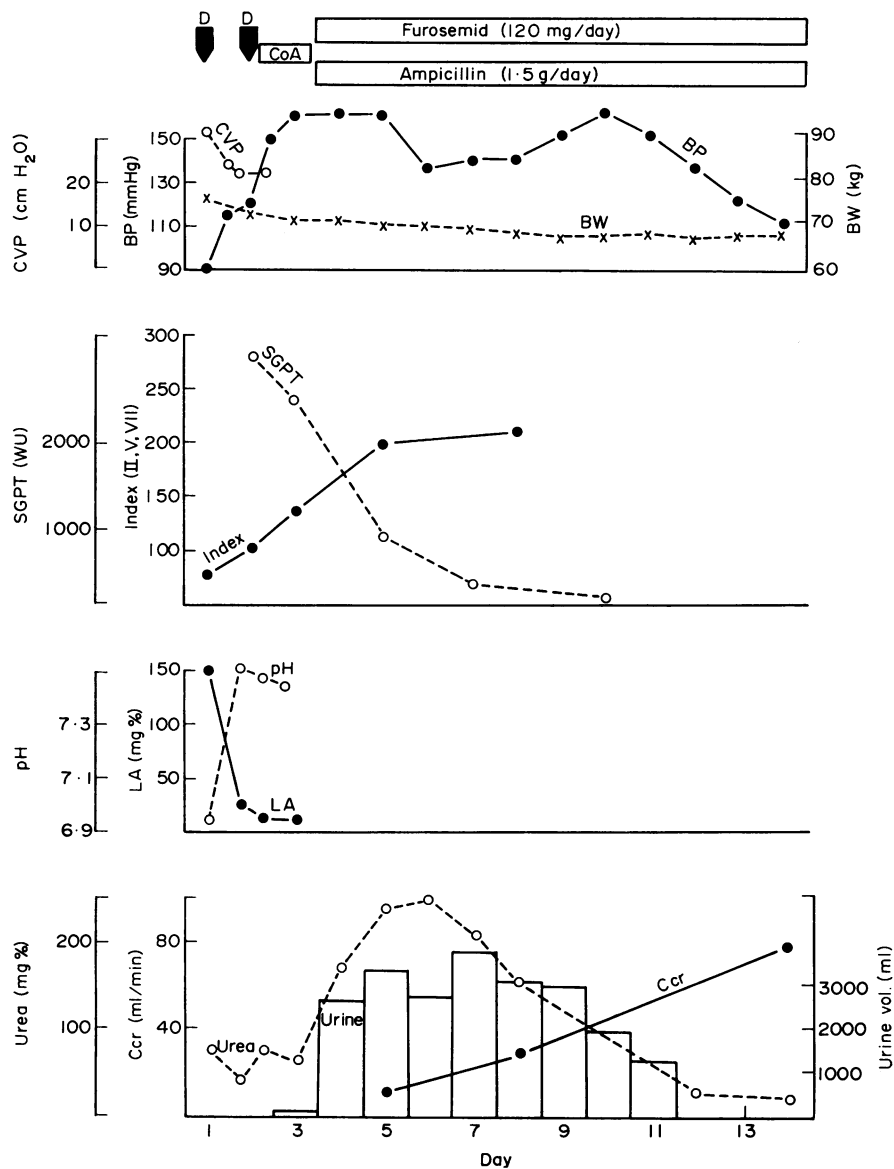 D D
Furosemid (120 mg/day)
CoA
Ampicillin (1·5 g/day)
CVP (cm H2O)
20
10
BP (mmHg)
150
130
110
90
CVP
BP
BW
90
80
70
60
BW (kg)
SGPT (WU)
2000
1000
Index (II, V, VII)
300
250
200
150
100
SGPT
Index
pH
7·3
7·1
6·9
LA (mg %)
150
100
50
pH
LA
Urea (mg %)
200
100
Ccr (ml/min)
80
40
Urea
Urine
Ccr
3000
2000
1000
Urine vol. (ml)
1 3 5 7 9 11 13
Day